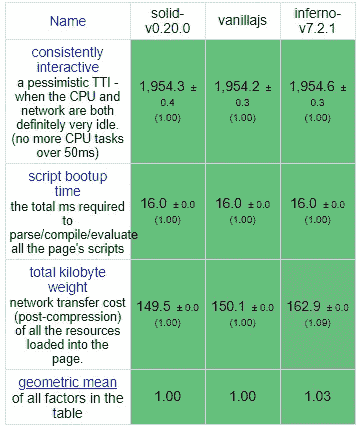 Name
solid-
v0.20.0
vanillajs
inferno-
v7.2.1
consistently
interactive
a pessimistic TTI -
when the CPU and
network are both
definitely very idle.
(no more CPU tasks
over 50ms)
1,954.3 ±
0.4
(1.00)
1,954.2 ±
0.3
(1.00)
1,954.6 ±
0.3
(1.00)
script bootup
time
the total ms required
to
parse/compile/evaluate
all the page's scripts
16.0 ±0.0
(1.00)
16.0 ±0.0
(1.00)
16.0 ±0.0
(1.00)
total kilobyte
weight
network transfer cost
(post-compression)
of all the resources
loaded into the
page.
149.5 ±0.0
(1.00)
150.1 ±0.0
(1.00)
162.9 ±0.0
(1.09)
geometric mean
of all factors in the
table
1.00
1.00
1.03